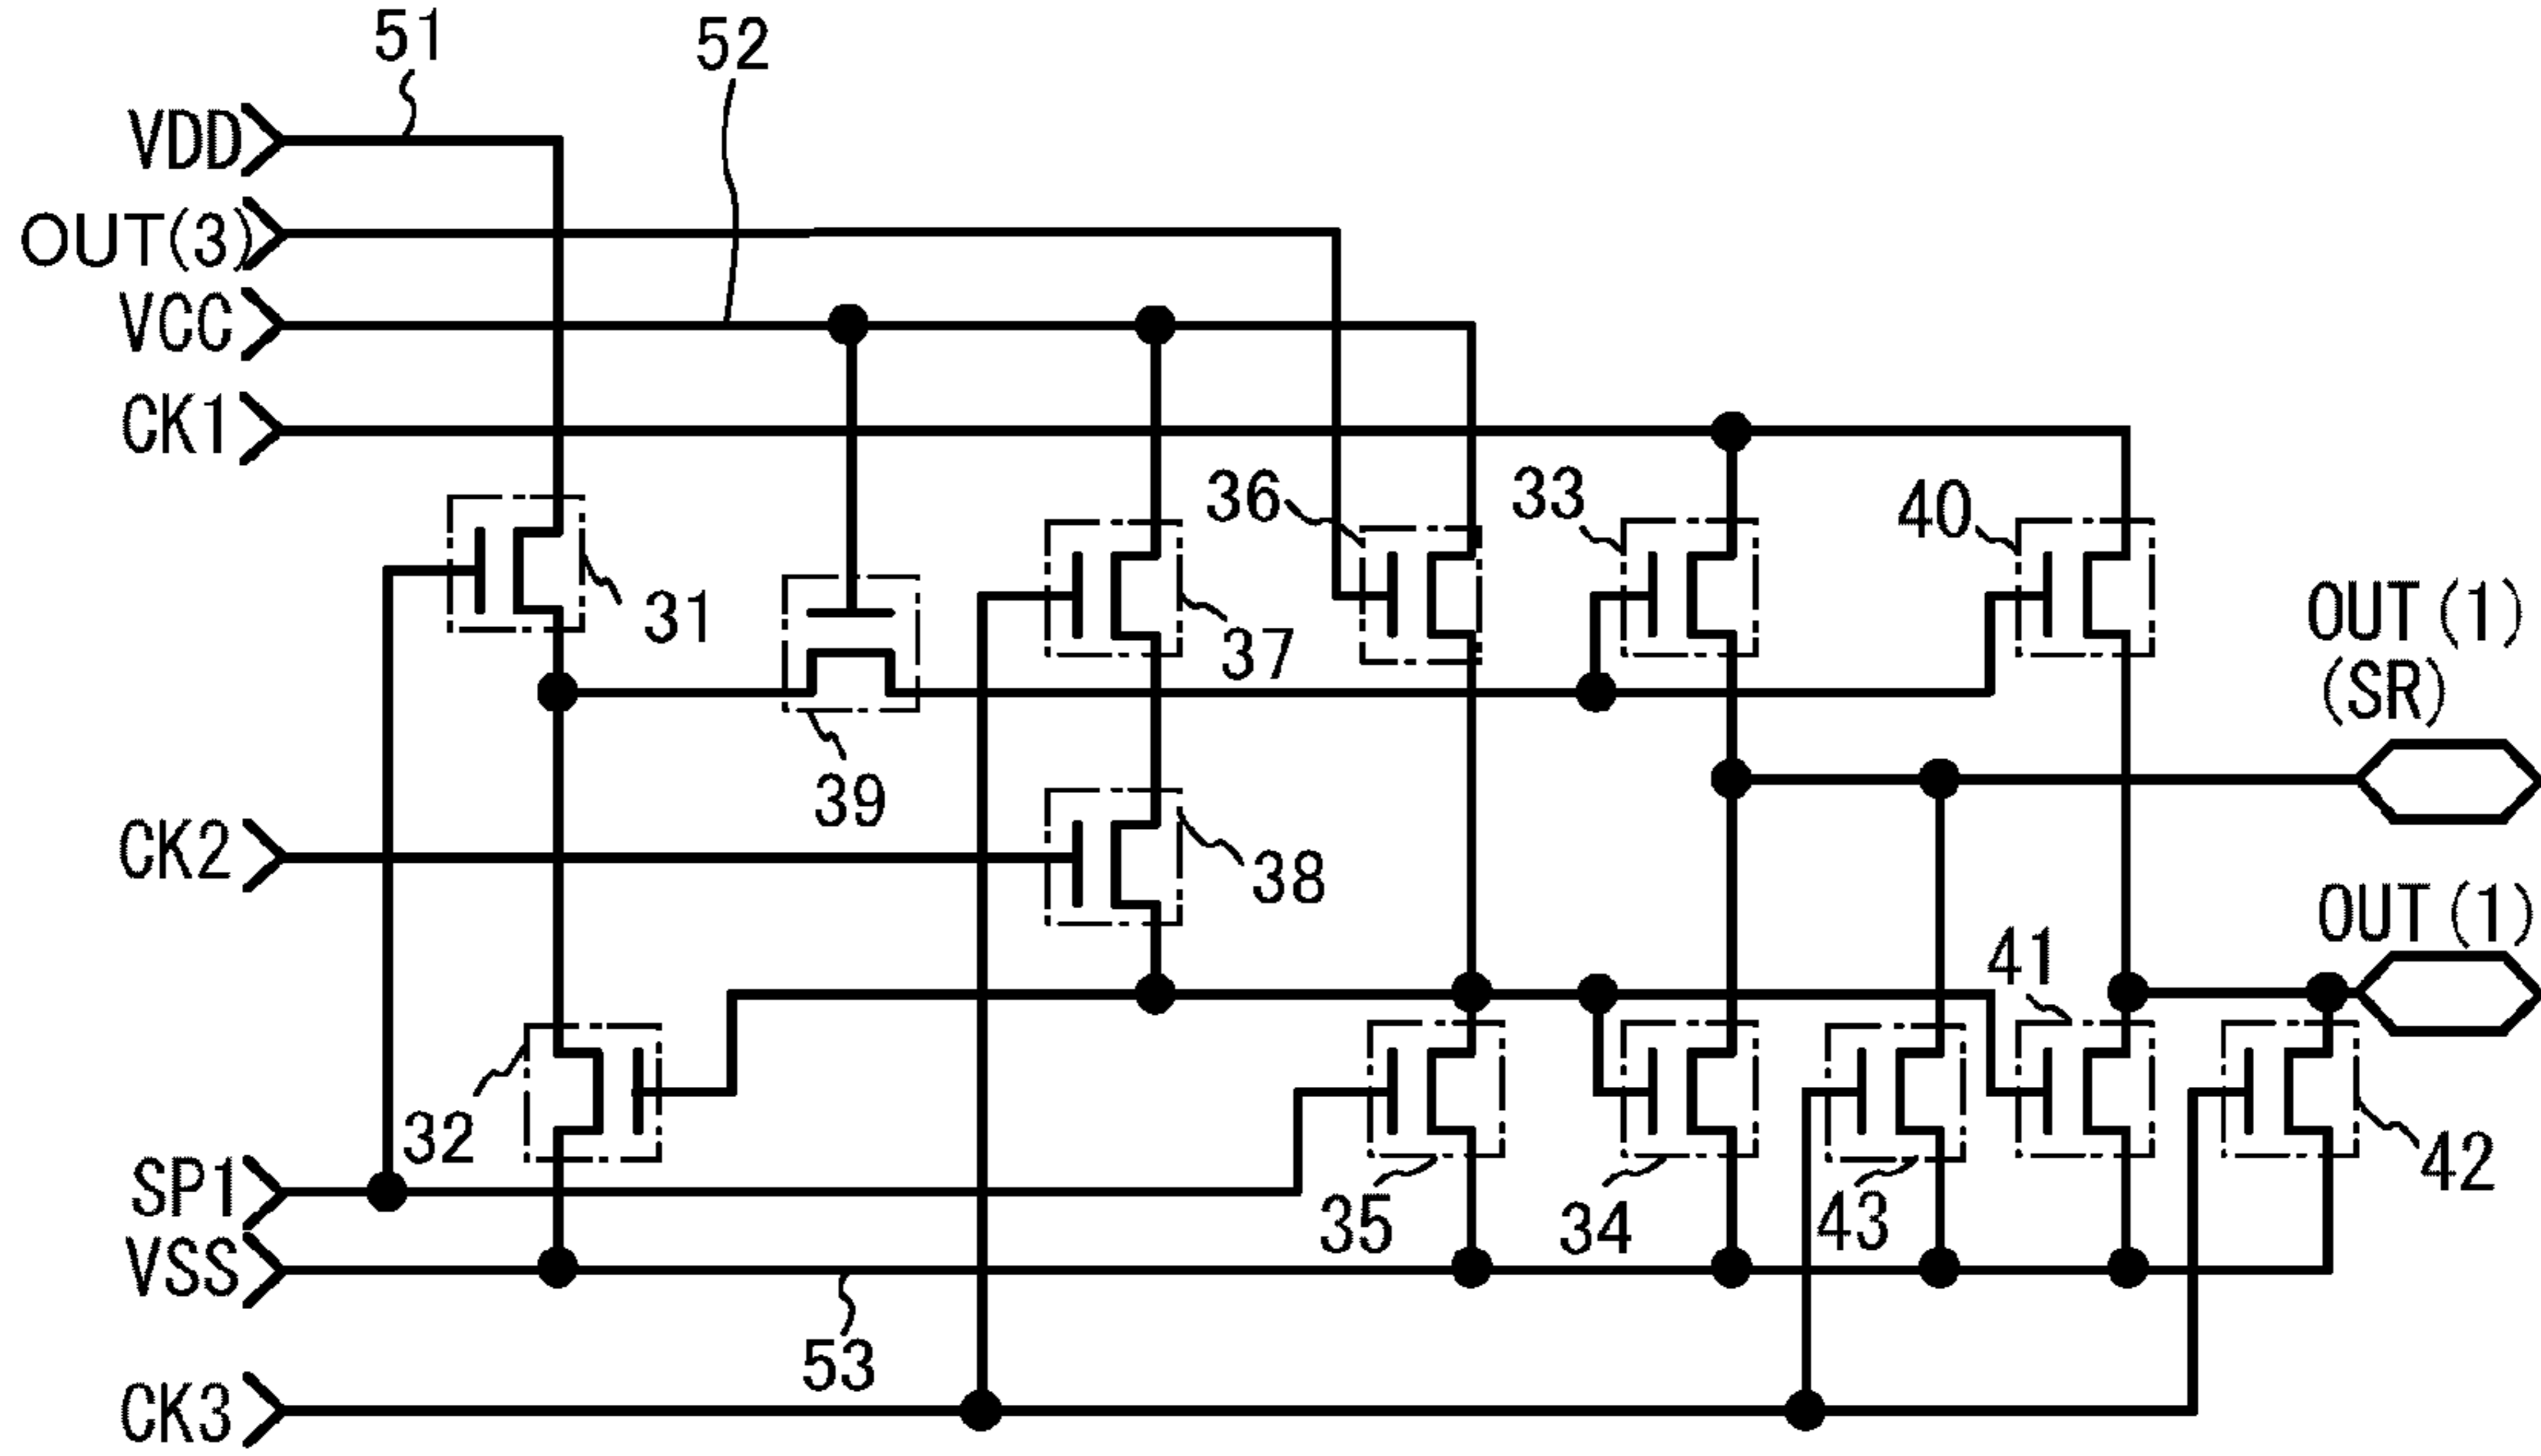 51
52
VDD
OUT(3)
VCC
CK1
36
33
40
31
37
OUT(1)
(SR)
39
CK2
38
OUT(1)
41
32
SP1
35
34
43
42
VSS
53
CK3